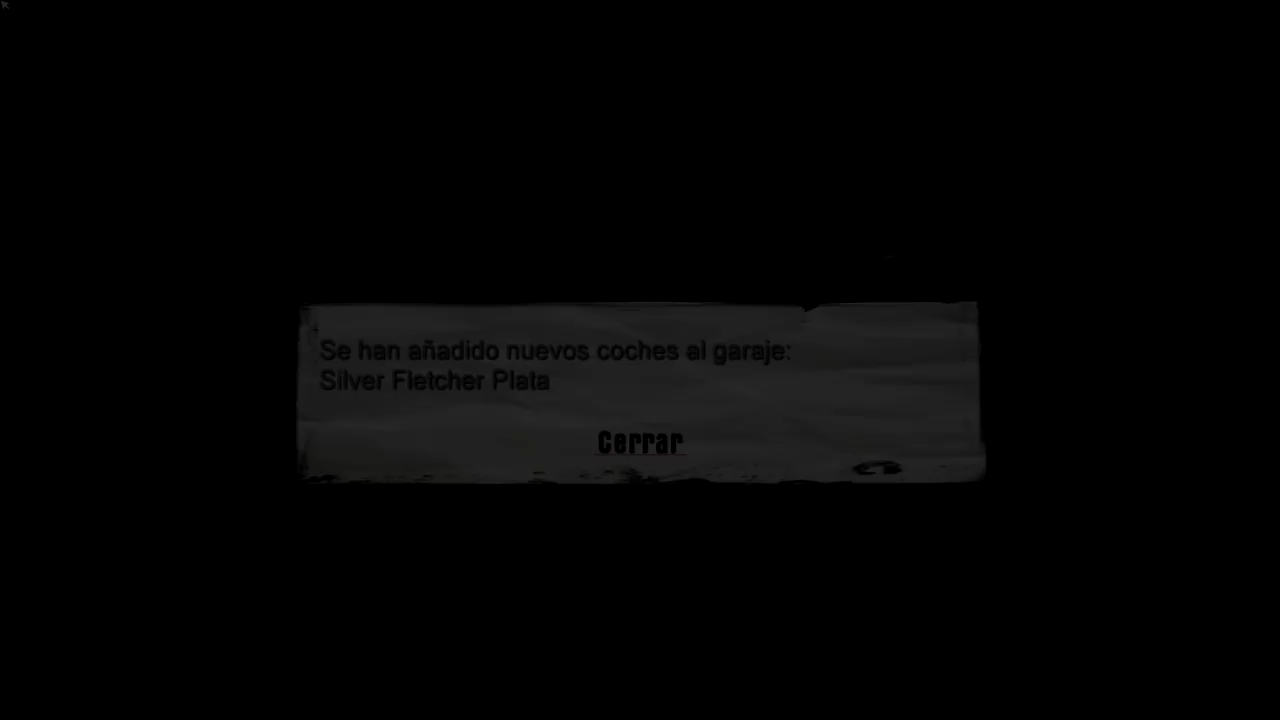 Se han añadido nuevos coches al garaje:
Silver Fletcher Plata
Cerrar